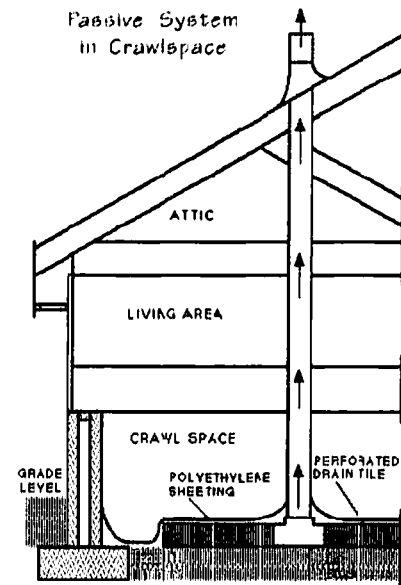 Passive System
in Crawlspace
ATTIC
LIVING AREA
CRAWL SPACE
GRADE
LEVEL
POLYETHYLENE
SHEETING
PERFORATED
DRAIN TILE